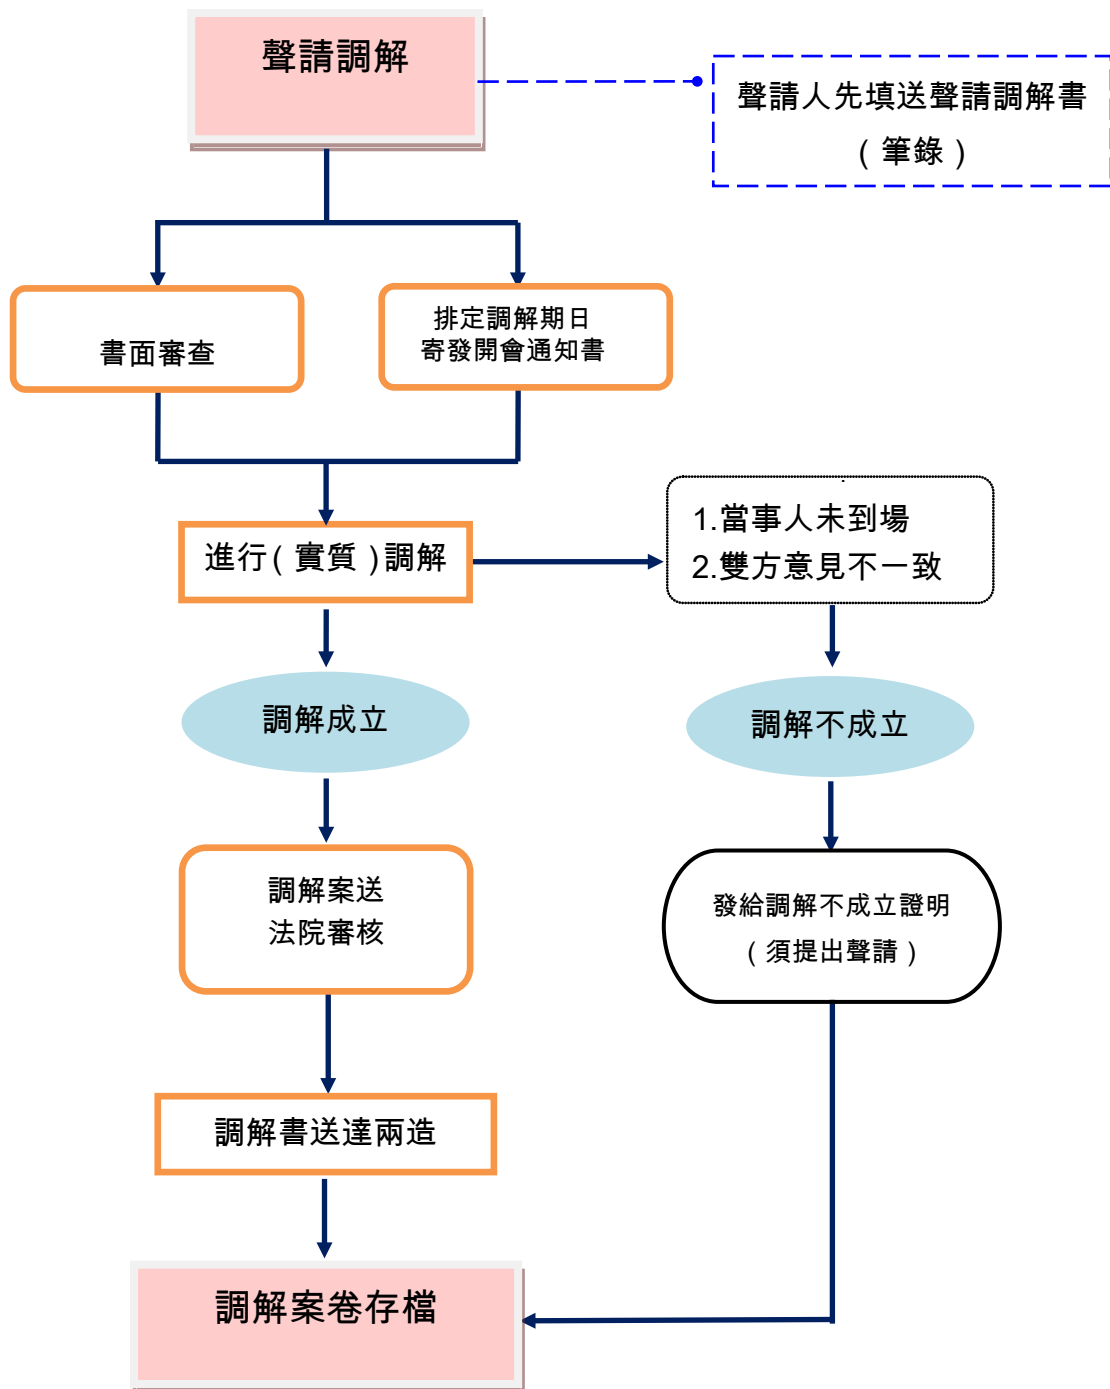 聲請調解
聲請人先填送聲請調解書
（筆錄）
書面審查
排定調解期日
寄發開會通知書
進行（實質）調解
1.當事人未到場
2.雙方意見不一致
調解成立
調解不成立
調解案送
法院審核
發給調解不成立證明
（須提出聲請）
調解書送達兩造
調解案卷存檔